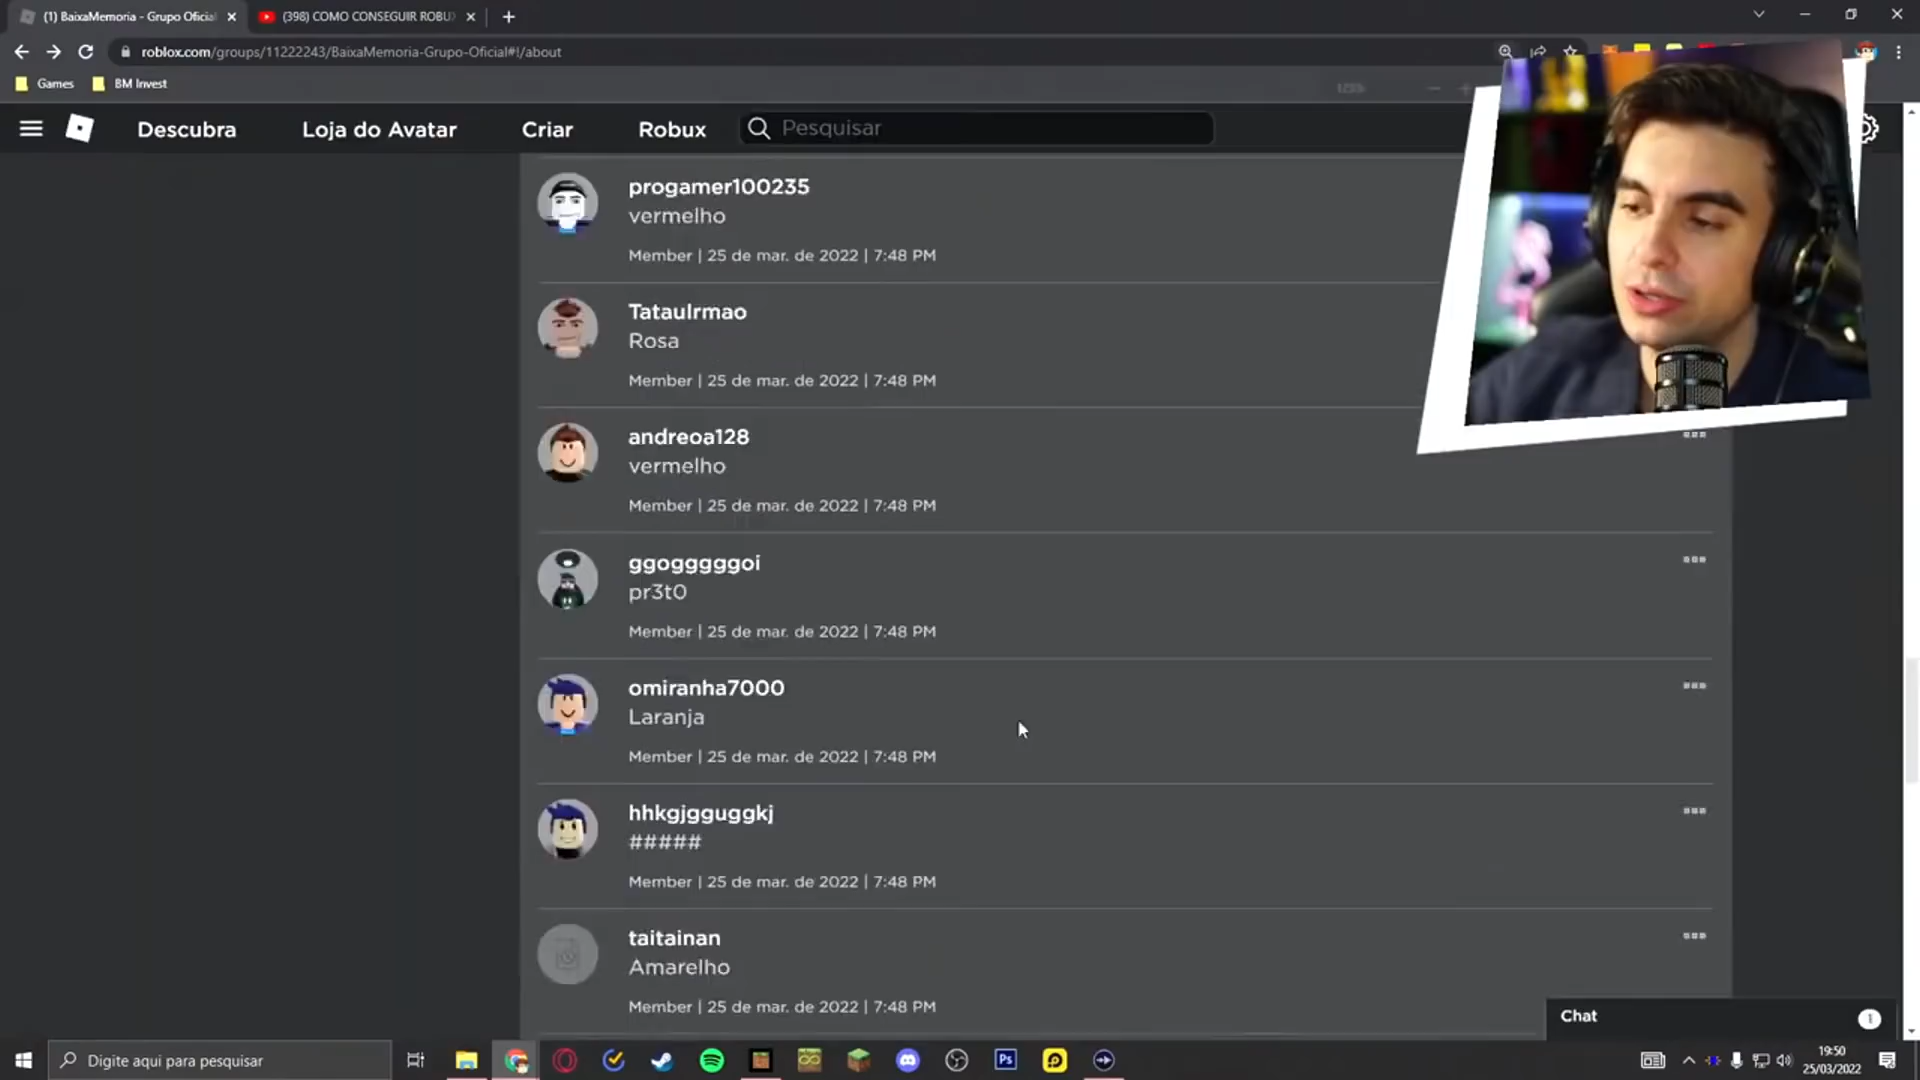 (1) BaixaMemoria - Grupo Oficial
(398) COMO CONSEGUIR ROBUX
roblox.com/groups/11222243/BaixaMemoria-Grupo-Oficial#!/about
Games
BM Invest
Descubra
Loja do Avatar
Criar
Robux
Pesquisar
progamer100235
vermelho
Member | 25 de mar. de 2022 | 7:48 PM
TatauIrmao
Rosa
Member | 25 de mar. de 2022 | 7:48 PM
andreoa128
vermelho
Member | 25 de mar. de 2022 | 7:48 PM
ggogggggoi
pr3t0
Member | 25 de mar. de 2022 | 7:48 PM
omiranha7000
Laranja
Member | 25 de mar. de 2022 | 7:48 PM
hhkgjgguggkj
#####
Member | 25 de mar. de 2022 | 7:48 PM
taitainan
Amarelho
Member | 25 de mar. de 2022 | 7:48 PM
Chat
1
Digite aqui para pesquisar
Ps
19:50
25/03/2022